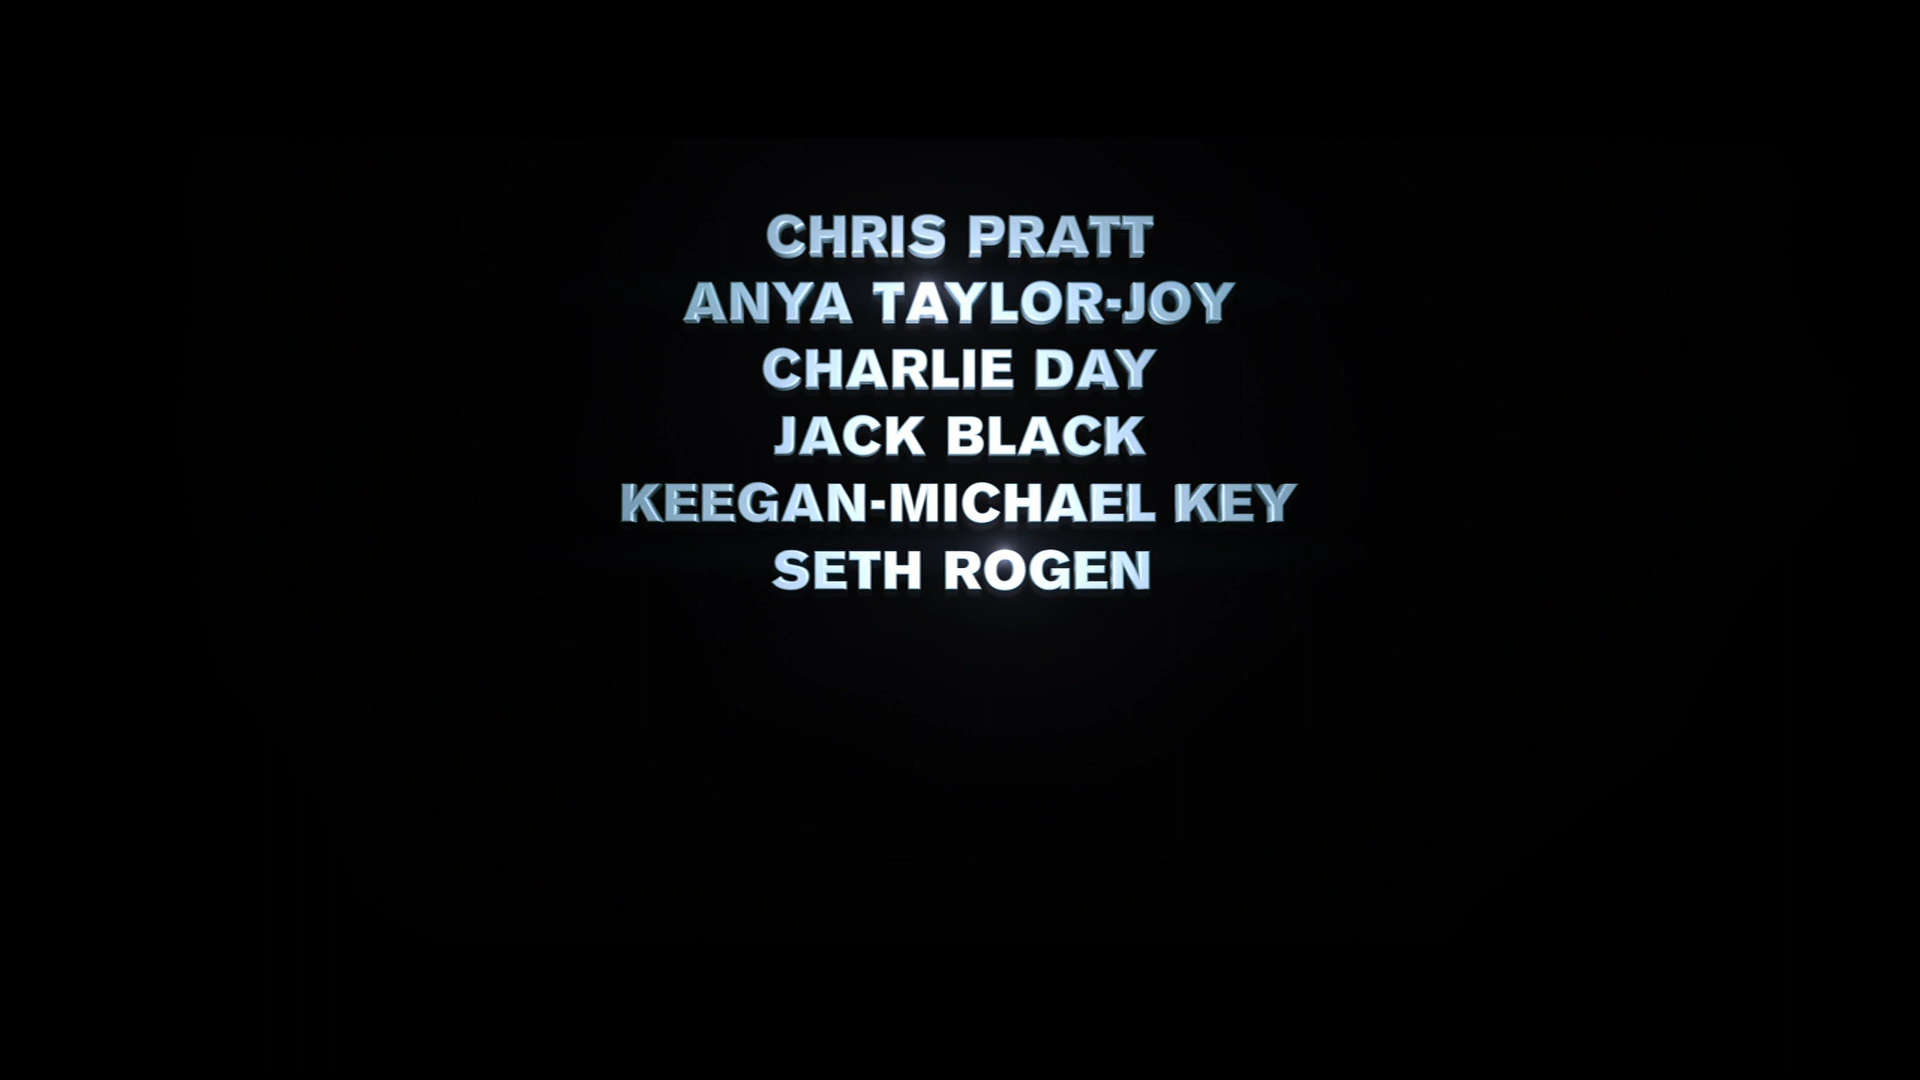 CHRIS PRATT
ANYA TAYLOR-JOY
CHARLIE DAY
JACK BLACK
KEEGAN-MICHAEL KEY
SETH ROGEN